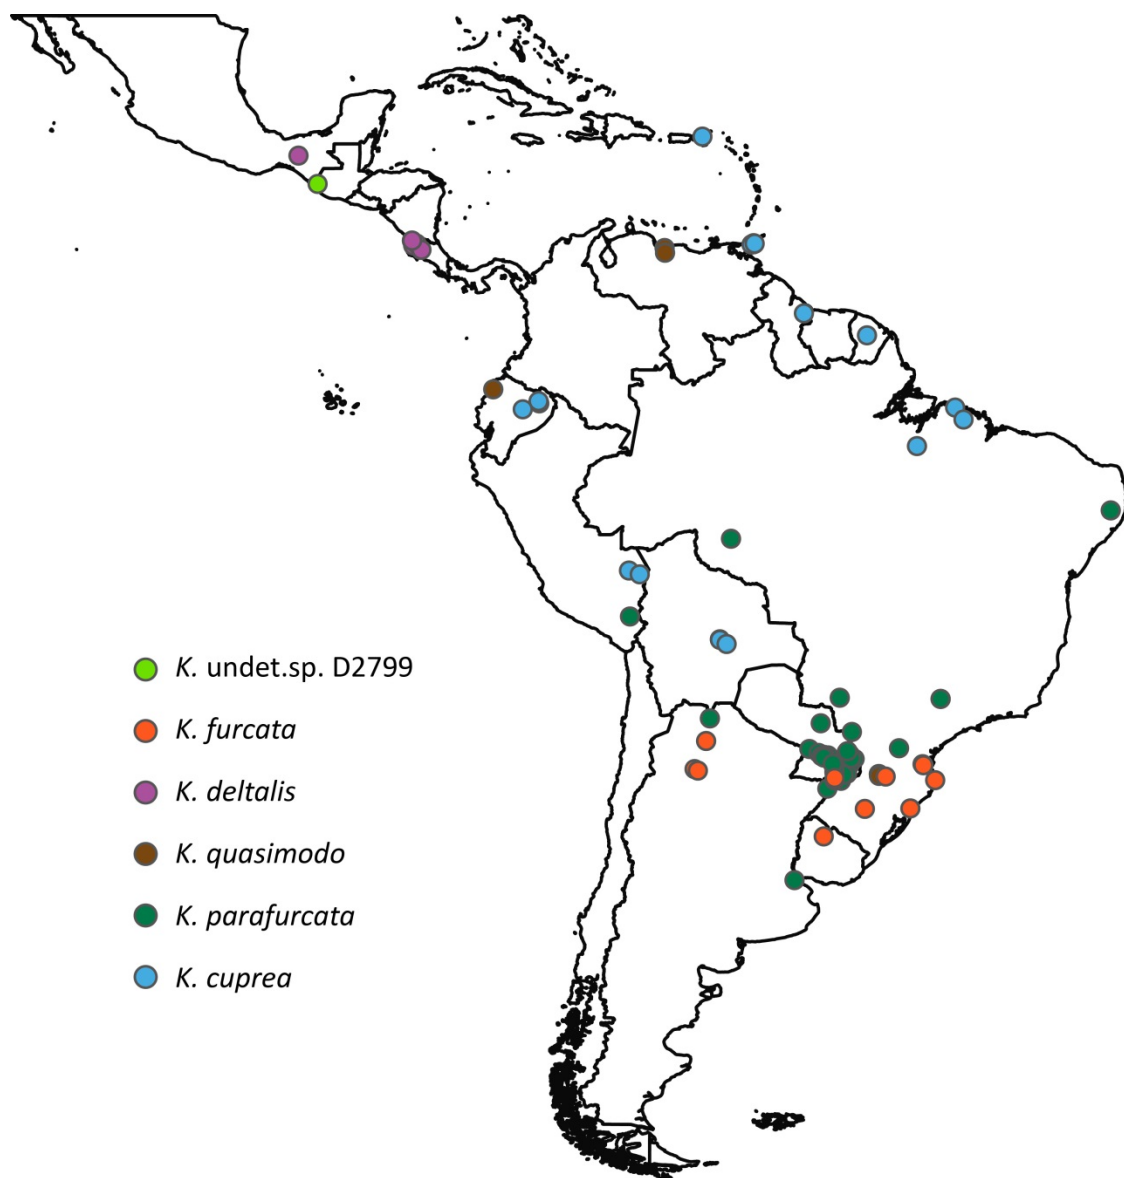 K. undet.sp. D2799
K. furcata
K. deltalis
K. quasimodo
K. parafurcata
K. cuprea